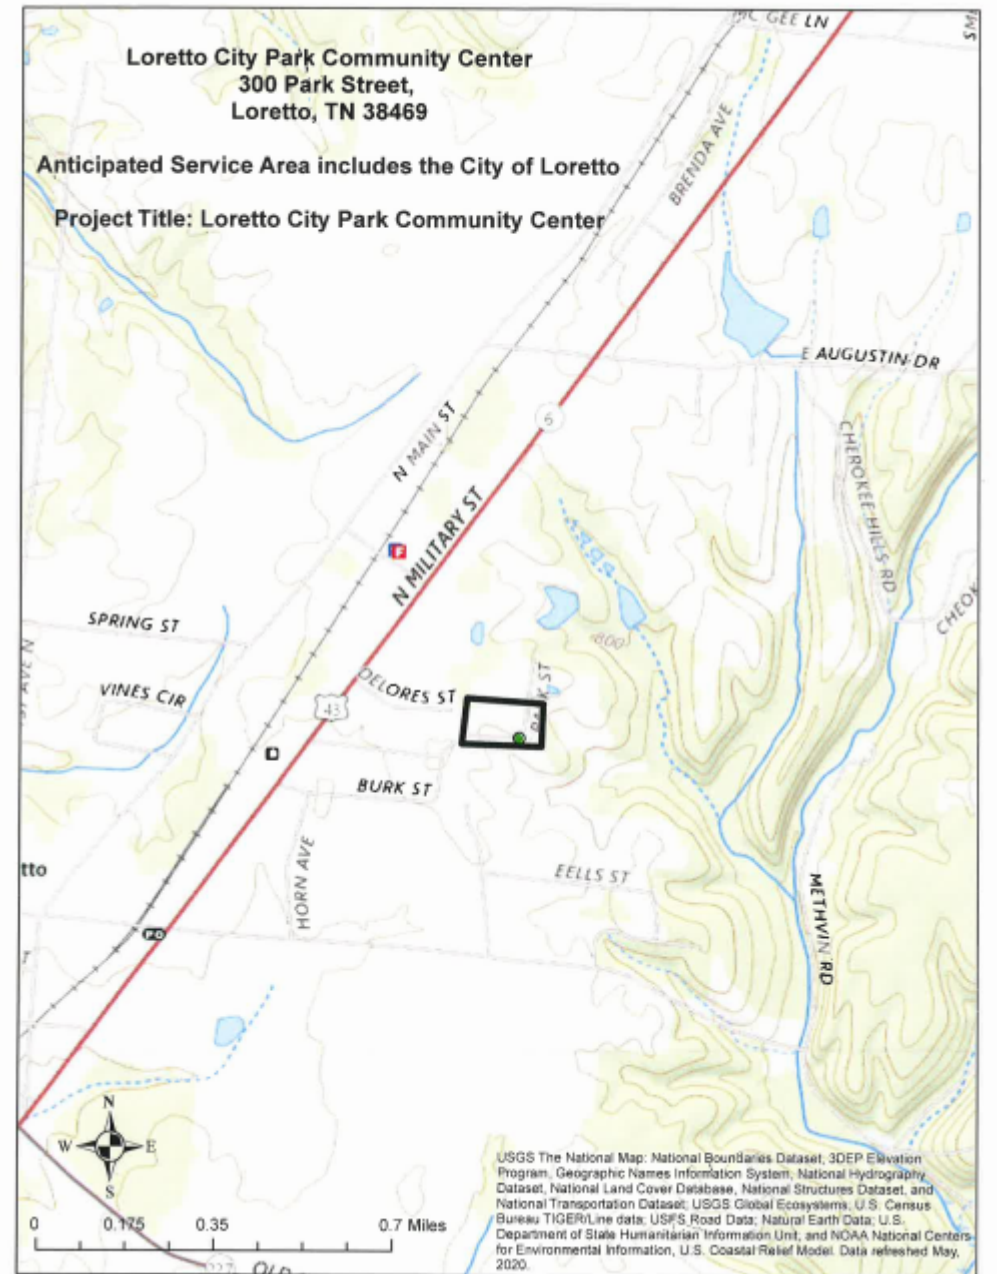 Loretto City Park Community Center
300 Park Street,
Loretto, TN 38469
Anticipated Service Area includes the City of Loretto
Project Title: Loretto City Park Community Center
GEE LN
BRENDA AVE
E AUGUSTIN DR
N MAIN ST
6
CHEROKEE HILLS RD
N MILITARY ST
F
CHEOK
SPRING ST
800
VINES CIR
DELORES ST
43
ST
BURK ST
HORN AVE
EELLS ST
tto
METHVIN RD
PO
N
W E
S
0 0.175 0.35 0.7 Miles
227
USGS The National Map: National Boundaries Dataset, 3DEP Elevation
Program, Geographic Names Information System, National Hydrography
Dataset, National Land Cover Database, National Structures Dataset, and
National Transportation Dataset; USGS Global Ecosystems; U.S. Census
Bureau TIGER/Line data; USFS Road Data; Natural Earth Data; U.S.
Department of State Humanitarian Information Unit; and NOAA National Centers
for Environmental Information, U.S. Coastal Relief Model. Data refreshed May,
2020.